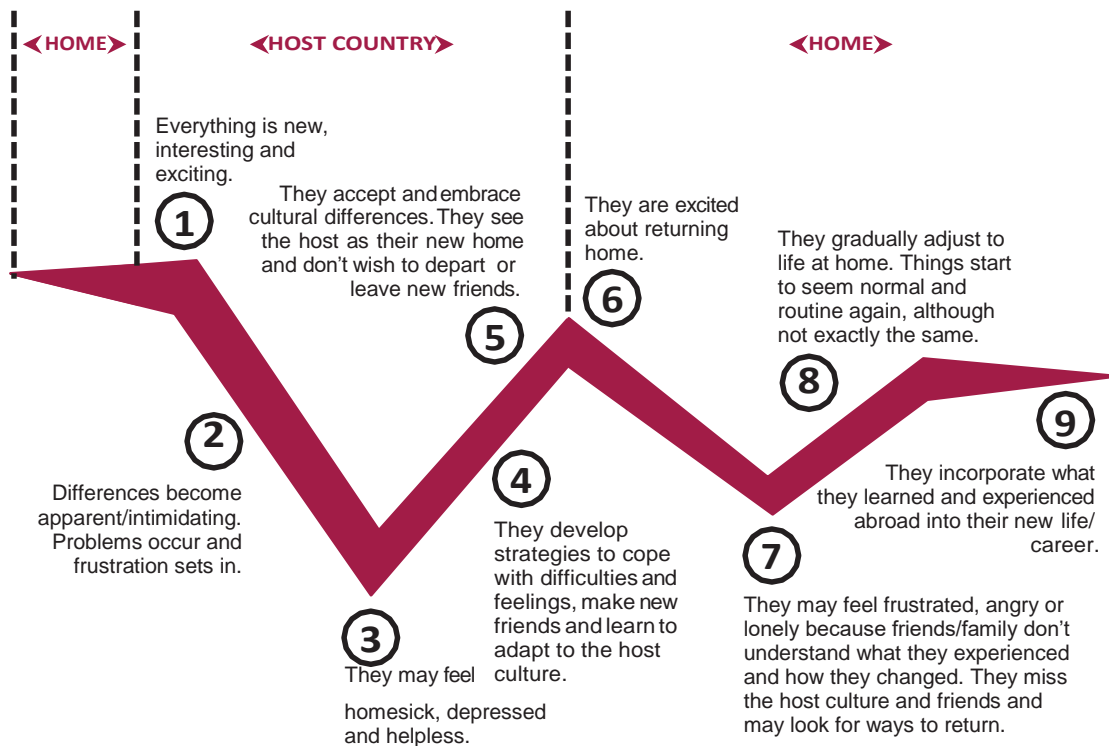 HOME
HOST COUNTRY
HOME
Everything is new,
interesting and
exciting.
1
They accept and embrace
cultural differences. They see
the host as their new home
and don’t wish to depart or
leave new friends.
5
They are excited
about returning
home.
6
They gradually adjust to
life at home. Things start
to seem normal and
routine again, although
not exactly the same.
8
2
Differences become
apparent/intimidating.
Problems occur and
frustration sets in.
3
They may feel
homesick, depressed
and helpless.
4
They develop
strategies to cope
with difficulties and
feelings, make new
friends and learn to
adapt to the host
culture.
7
They may feel frustrated, angry or
lonely because friends/family don’t
understand what they experienced
and how they changed. They miss
the host culture and friends and
may look for ways to return.
9
They incorporate what
they learned and experienced
abroad into their new life/
career.